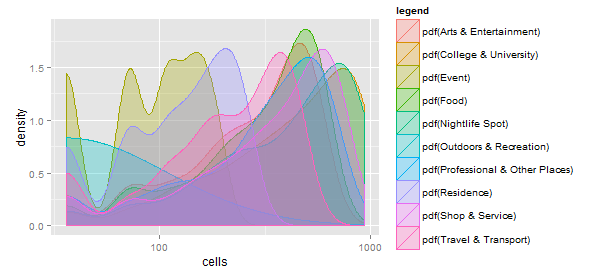 legend
pdf(Arts & Entertainment)
pdf(College & University)
pdf(Event)
pdf(Food)
pdf(Nightlife Spot)
pdf(Outdoors & Recreation)
pdf(Professional & Other Places)
pdf(Residence)
pdf(Shop & Service)
pdf(Travel & Transport)
density
1.5
1.0
0.5
0.0
100
1000
cells